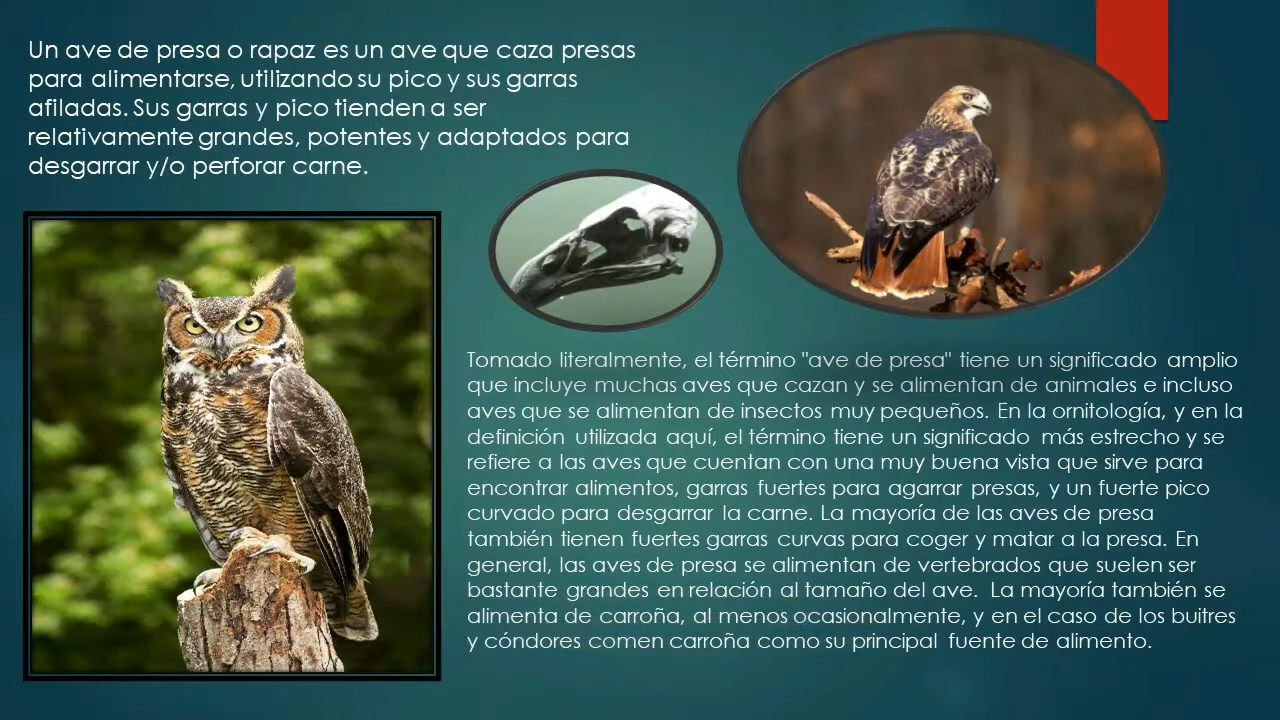 Un ave de presa o rapaz es un ave que caza presas
para alimentarse, utilizando su pico y sus garras
afiladas. Sus garras y pico tienden a ser
relativamente grandes, potentes y adaptados para
desgarrar y/o perforar carne.
Tomado literalmente, el término "ave de presa" tiene un significado amplio
que incluye muchas aves que cazan y se alimentan de animales e incluso
aves que se alimentan de insectos muy pequeños. En la ornitología, y en la
definición utilizada aquí, el término tiene un significado más estrecho y se
refiere a las aves que cuentan con una muy buena vista que sirve para
encontrar alimentos, garras fuertes para agarrar presas, y un fuerte pico
curvado para desgarrar la carne. La mayoría de las aves de presa
también tienen fuertes garras curvas para coger y matar a la presa. En
general, las aves de presa se alimentan de vertebrados que suelen ser
bastante grandes en relación al tamaño del ave. La mayoría también se
alimenta de carroña, al menos ocasionalmente, y en el caso de los buitres
y cóndores comen carroña como su principal fuente de alimento.